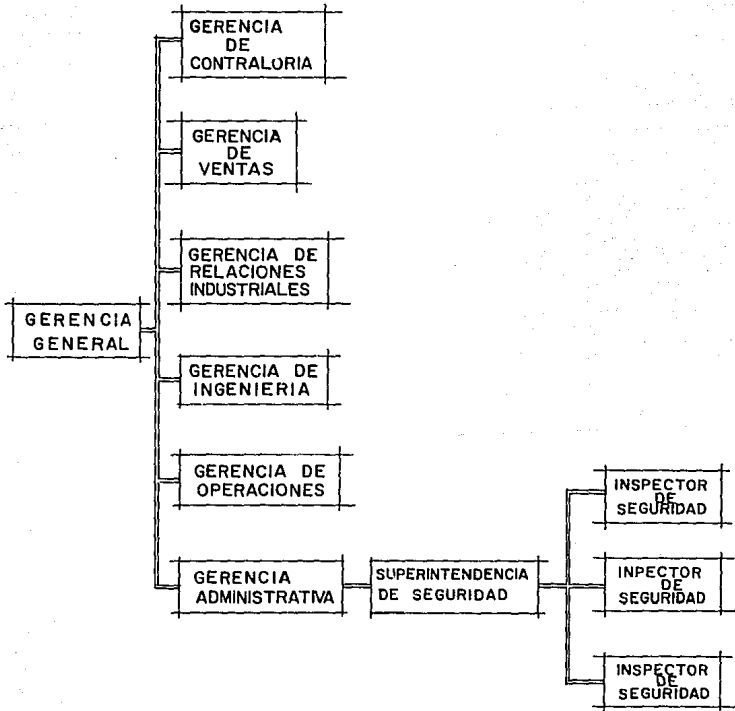 GERENCIA
DE
CONTRALORIA
GERENCIA
DE
VENTAS
GERENCIA DE
RELACIONES
INDUSTRIALES
GERENCIA
GENERAL
GERENCIA DE
INGENIERIA
GERENCIA DE
OPERACIONES
GERENCIA
ADMINISTRATIVA
SUPERINTENDENCIA
DE SEGURIDAD
INSPECTOR
DE
SEGURIDAD
INPECTOR
DE
SEGURIDAD
INSPECTOR
DE
SEGURIDAD